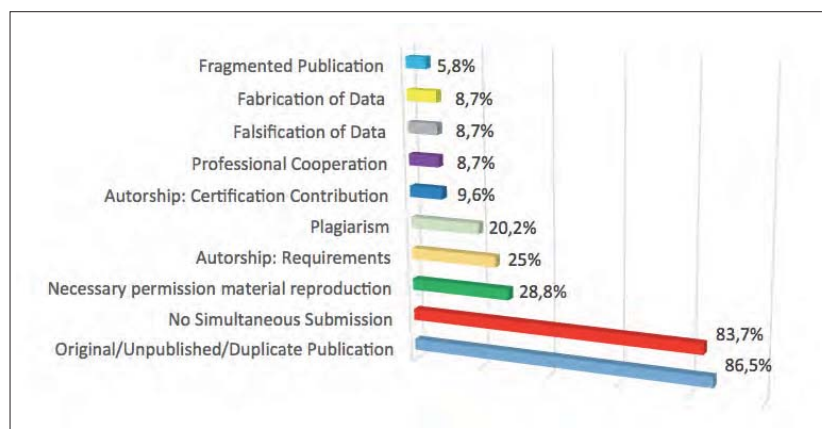 Fragmented Publication 5,8%
Fabrication of Data 8,7%
Falsification of Data 8,7%
Professional Cooperation 8,7%
Autorship: Certification Contribution 9,6%
Plagiarism 20,2%
Autorship: Requirements 25%
Necessary permission material reproduction 28,8%
No Simultaneous Submission 83,7%
Original/Unpublished/Duplicate Publication 86,5%